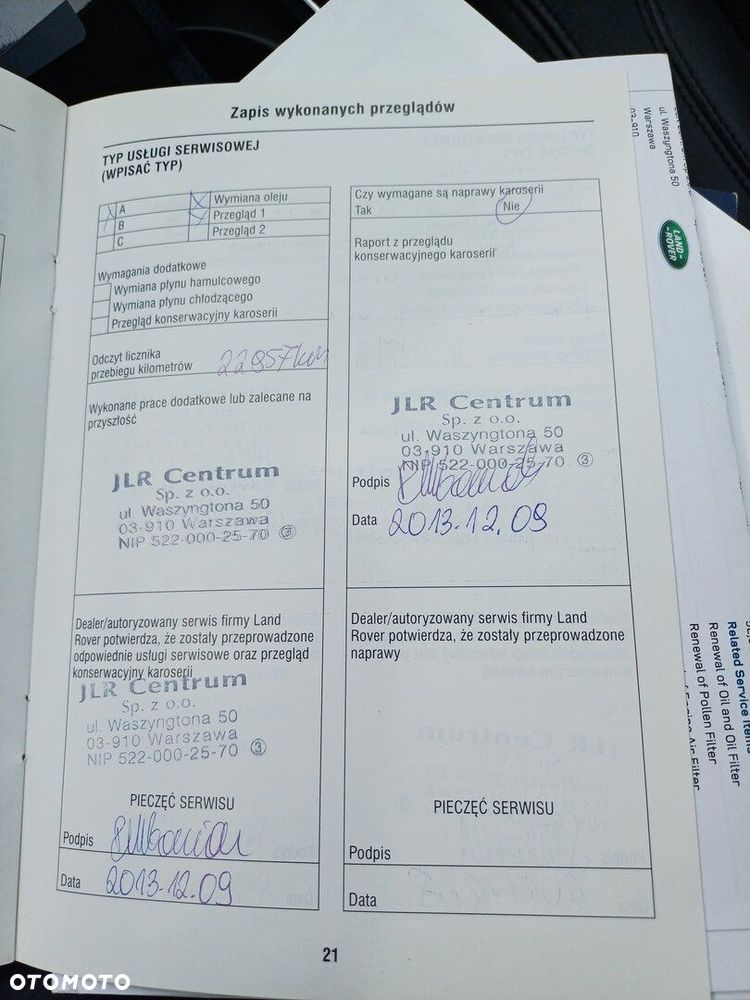 Zapis wykonanych przeglądów
TYP USŁUGI SERWISOWEJ
(WPISAĆ TYP)
A
B
C
Wymiana oleju
Przegląd 1
Przegląd 2
Wymagania dodatkowe
Wymiana płynu hamulcowego
Wymiana płynu chłodzącego
Przegląd konserwacyjny karoserii
Odczyt licznika
przebiegu kilometrów 22857km
Wykonane prace dodatkowe lub zalecane na
przyszłość
JLR Centrum
Sp. z o.o.
ul. Waszyngtona 50
03-910 Warszawa
NIP 522-000-25-70 3
Dealer/autoryzowany serwis firmy Land
Rover potwierdza, że zostały przeprowadzone
odpowiednie usługi serwisowe oraz przegląd
konserwacyjny karoserii
JLR Centrum
Sp. z o.o.
ul. Waszyngtona 50
03-910 Warszawa
NIP 522-000-25-70 3
PIECZĘĆ SERWISU
Podpis
Data 2013.12.09
Czy wymagane są naprawy karoserii
Tak Nie
Raport z przeglądu
konserwacyjnego karoserii
JLR Centrum
Sp. z o.o.
ul. Waszyngtona 50
03-910 Warszawa
NIP 522-000-25-70 3
Podpis
Data 2013.12.09
Dealer/autoryzowany serwis firmy Land
Rover potwierdza, że zostały przeprowadzone
naprawy
PIECZĘĆ SERWISU
Podpis
Data
21
ul. Waszyngtona 50
Warszawa
03-910
LAND
ROVER
Related Service Items
Renewal of Oil and Oil Filter
Renewal of Pollen Filter
OTOMOTO